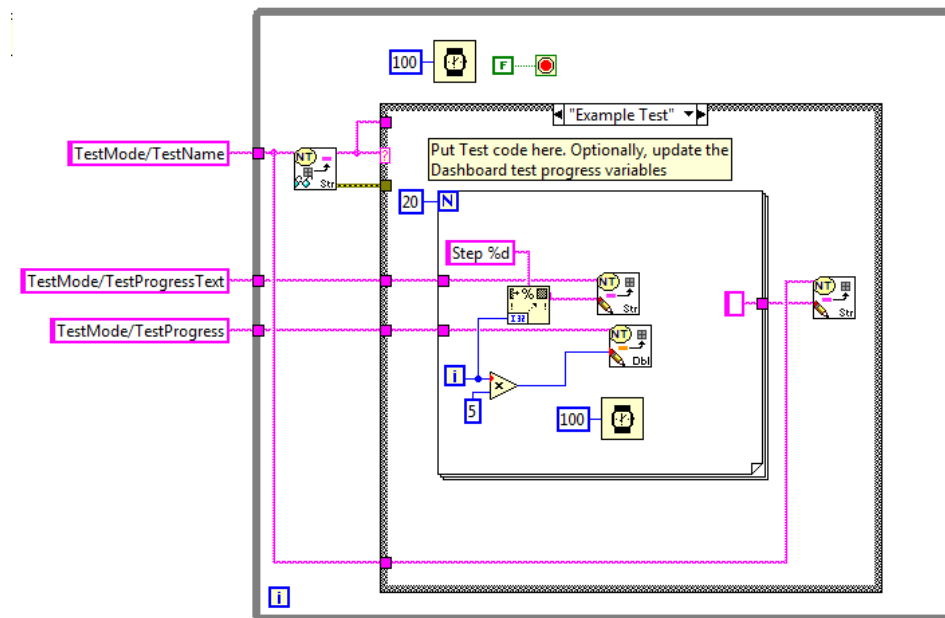 100
F
"Example Test"
TestMode/TestName
NT
Str
?
Put Test code here. Optionally, update the
Dashboard test progress variables
20 N
Step %d
TestMode/TestProgressText
%
I32
NT
Str
NT
Str
TestMode/TestProgress
NT
Dbl
i
x
5
100
i